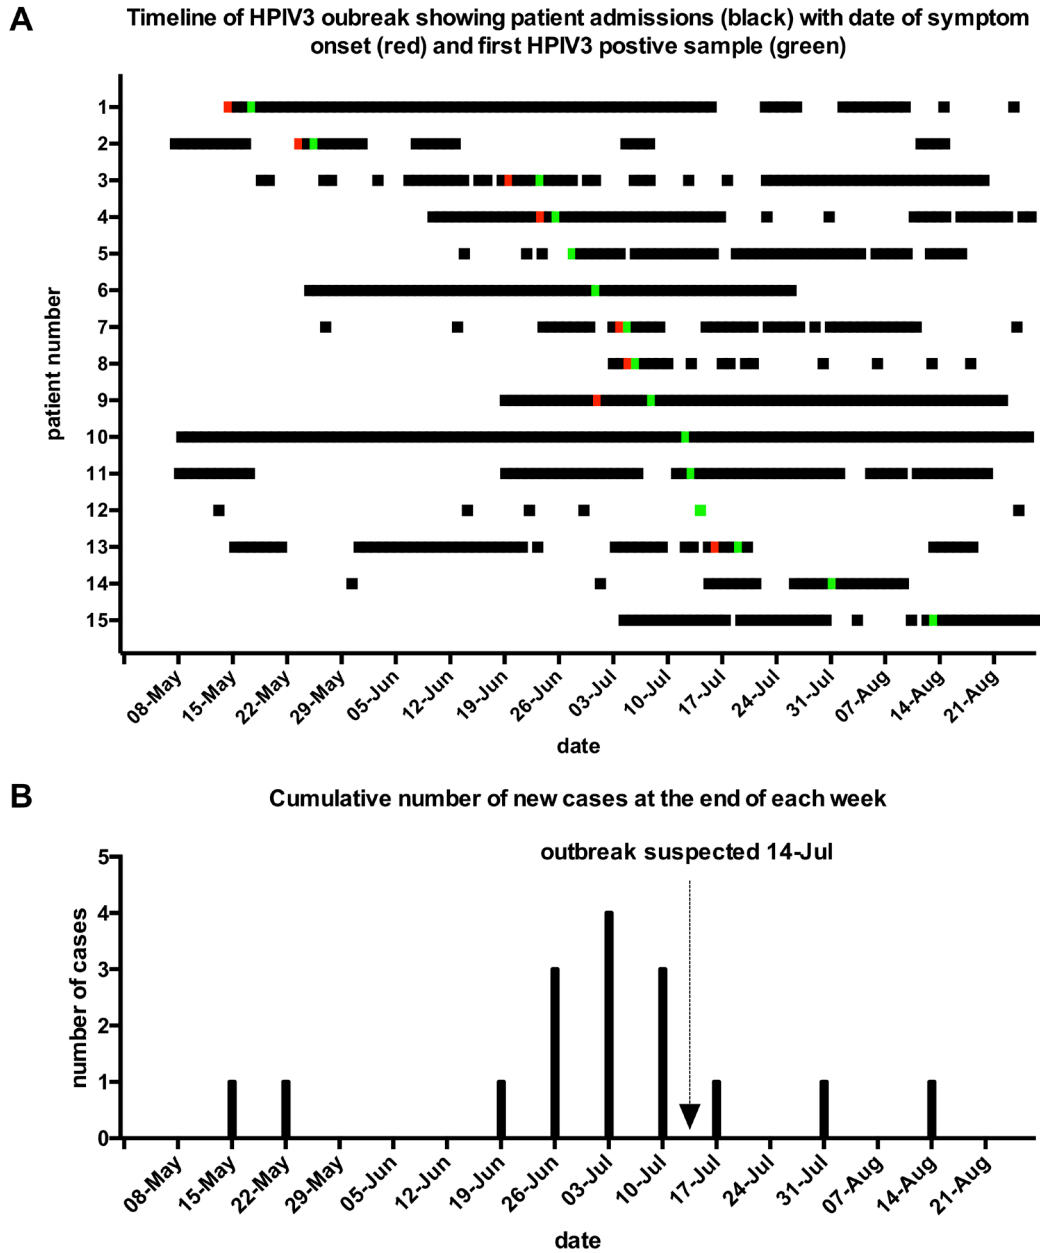 A
Timeline of HPIV3 oubreak showing patient admissions (black) with date of symptom
onset (red) and first HPIV3 postive sample (green)
patient number
1
2
3
4
5
6
7
8
9
10
11
12
13
14
15
08-May
15-May
22-May
29-May
05-Jun
12-Jun
19-Jun
26-Jun
03-Jul
10-Jul
17-Jul
24-Jul
31-Jul
07-Aug
14-Aug
21-Aug
date
B
Cumulative number of new cases at the end of each week
outbreak suspected 14-Jul
number of cases
5
4
3
2
1
0
08-May
15-May
22-May
29-May
05-Jun
12-Jun
19-Jun
26-Jun
03-Jul
10-Jul
17-Jul
24-Jul
31-Jul
07-Aug
14-Aug
21-Aug
date